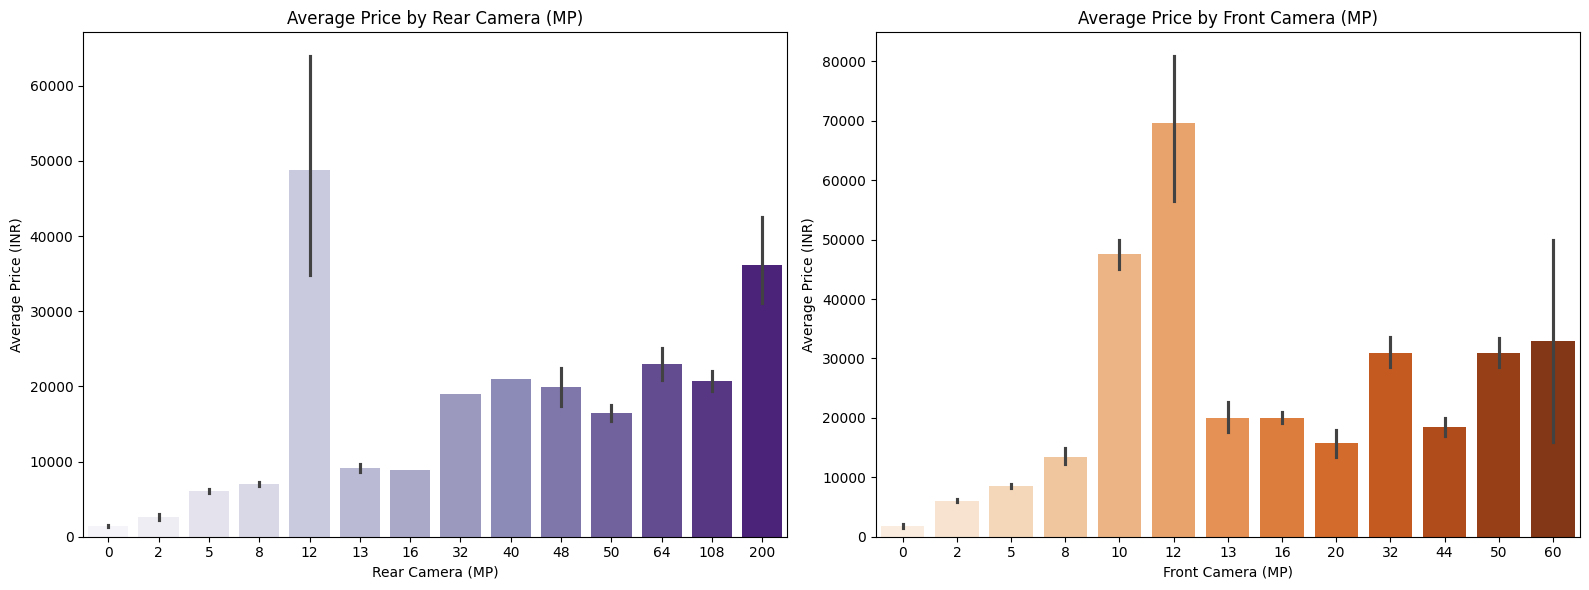 Average Price by Rear Camera (MP)
Average Price (INR)
60000
50000
40000
30000
20000
10000
0
0 2 5 8 12 13 16 32 40 48 50 64 108 200
Rear Camera (MP)
Average Price by Front Camera (MP)
Average Price (INR)
80000
70000
60000
50000
40000
30000
20000
10000
0
0 2 5 8 10 12 13 16 20 32 44 50 60
Front Camera (MP)